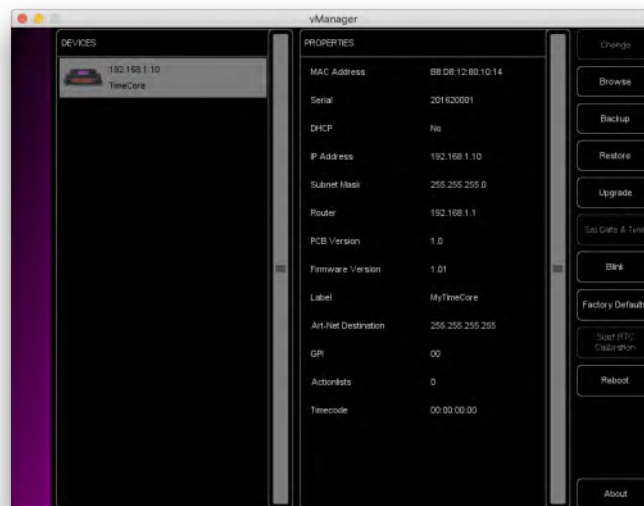 vManager
DEVICES
192.168.1.10
TimeCore
PROPERTIES
MAC Address B8:D8:12:80:10:14
Serial 201620001
DHCP No
IP Address 192.168.1.10
Subnet Mask 255.255.255.0
Router 192.168.1.1
PCB Version 1.0
Firmware Version 1.01
Label MyTimeCore
Art-Net Destination 255.255.255.255
GPI 00
Actionlists 0
Timecode 00:00:00:00
Change
Browse
Backup
Restore
Upgrade
Set Date & Time
Blink
Factory Defaults
Start RTC
Calibration
Reboot
About